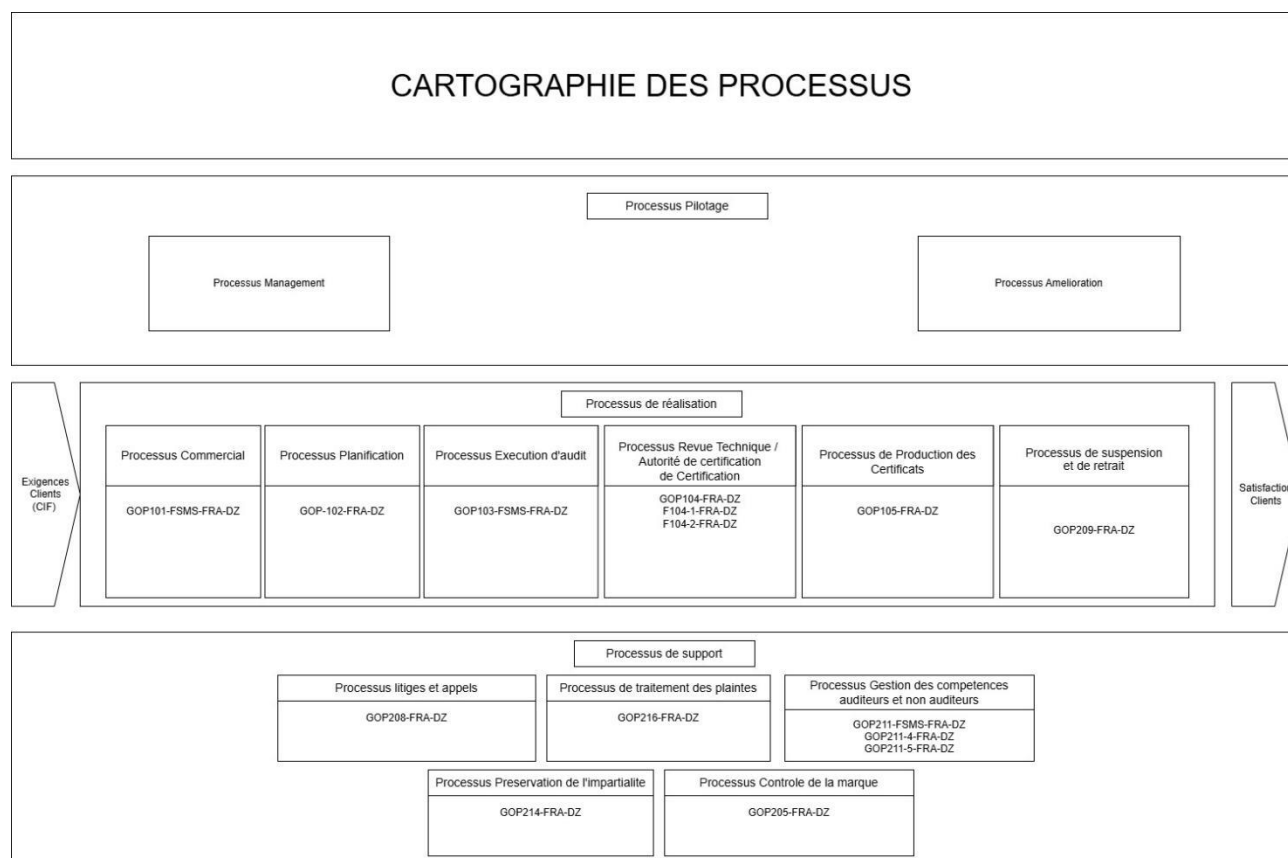 CARTOGRAPHIE DES PROCESSUS
Processus Pilotage
Processus Management
Processus Amelioration
Exigences
Clients
(CIF)
Processus de réalisation
Processus Commercial
GOP101-FSMS-FRA-DZ
Processus Planification
GOP-102-FRA-DZ
Processus Execution d'audit
GOP103-FSMS-FRA-DZ
Processus Revue Technique /
Autorité de certification
de Certification
GOP104-FRA-DZ
F104-1-FRA-DZ
F104-2-FRA-DZ
Processus de Production des
Certificats
GOP105-FRA-DZ
Processus de suspension
et de retrait
GOP209-FRA-DZ
Satisfaction
Clients
Processus de support
Processus litiges et appels
GOP208-FRA-DZ
Processus de traitement des plaintes
GOP216-FRA-DZ
Processus Gestion des competences
auditeurs et non auditeurs
GOP211-FSMS-FRA-DZ
GOP211-4-FRA-DZ
GOP211-5-FRA-DZ
Processus Preservation de l'impartialite
GOP214-FRA-DZ
Processus Controle de la marque
GOP205-FRA-DZ